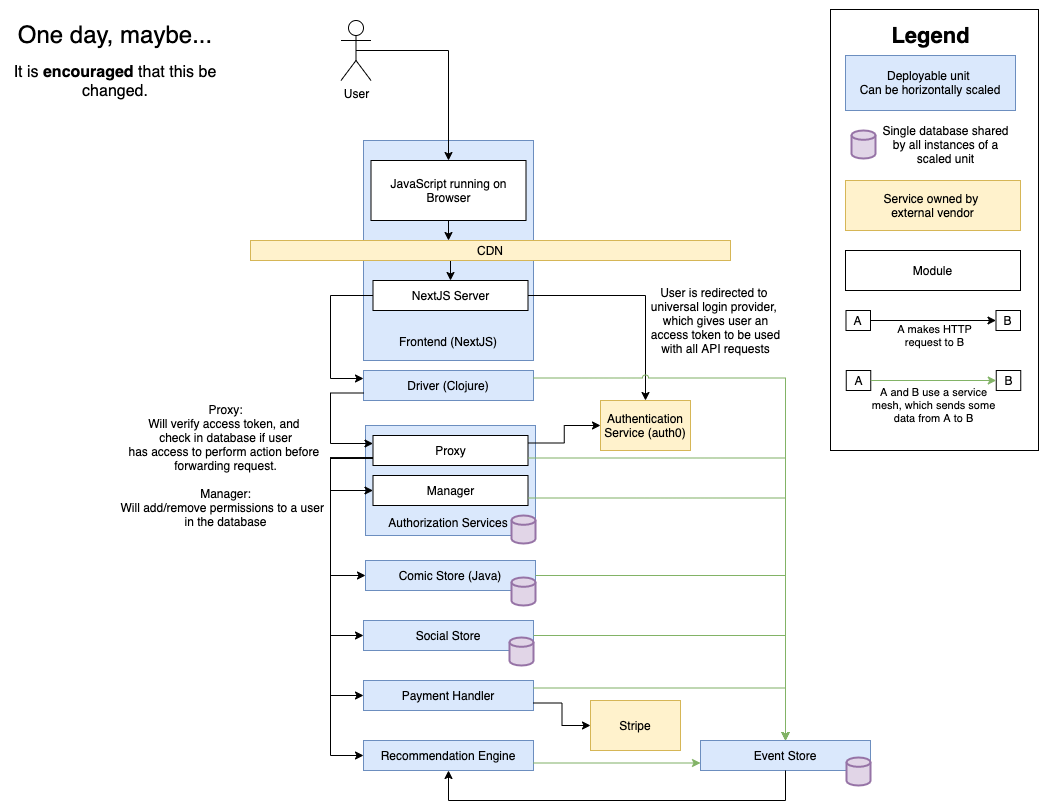 One day, maybe...
It is encouraged that this be
changed.
User
JavaScript running on
Browser
CDN
NextJS Server
Frontend (NextJS)
User is redirected to
universal login provider,
which gives user an
access token to be used
with all API requests
Driver (Clojure)
Authentication
Service (auth0)
Proxy:
Will verify access token, and
check in database if user
has access to perform action before
forwarding request.
Manager:
Will add/remove permissions to a user
in the database
Proxy
Manager
Authorization Services
Comic Store (Java)
Social Store
Payment Handler
Stripe
Recommendation Engine
Event Store
Legend
Deployable unit
Can be horizontally scaled
Single database shared
by all instances of a
scaled unit
Service owned by
external vendor
Module
A
B
A makes HTTP
request to B
A
B
A and B use a service
mesh, which sends some
data from A to B